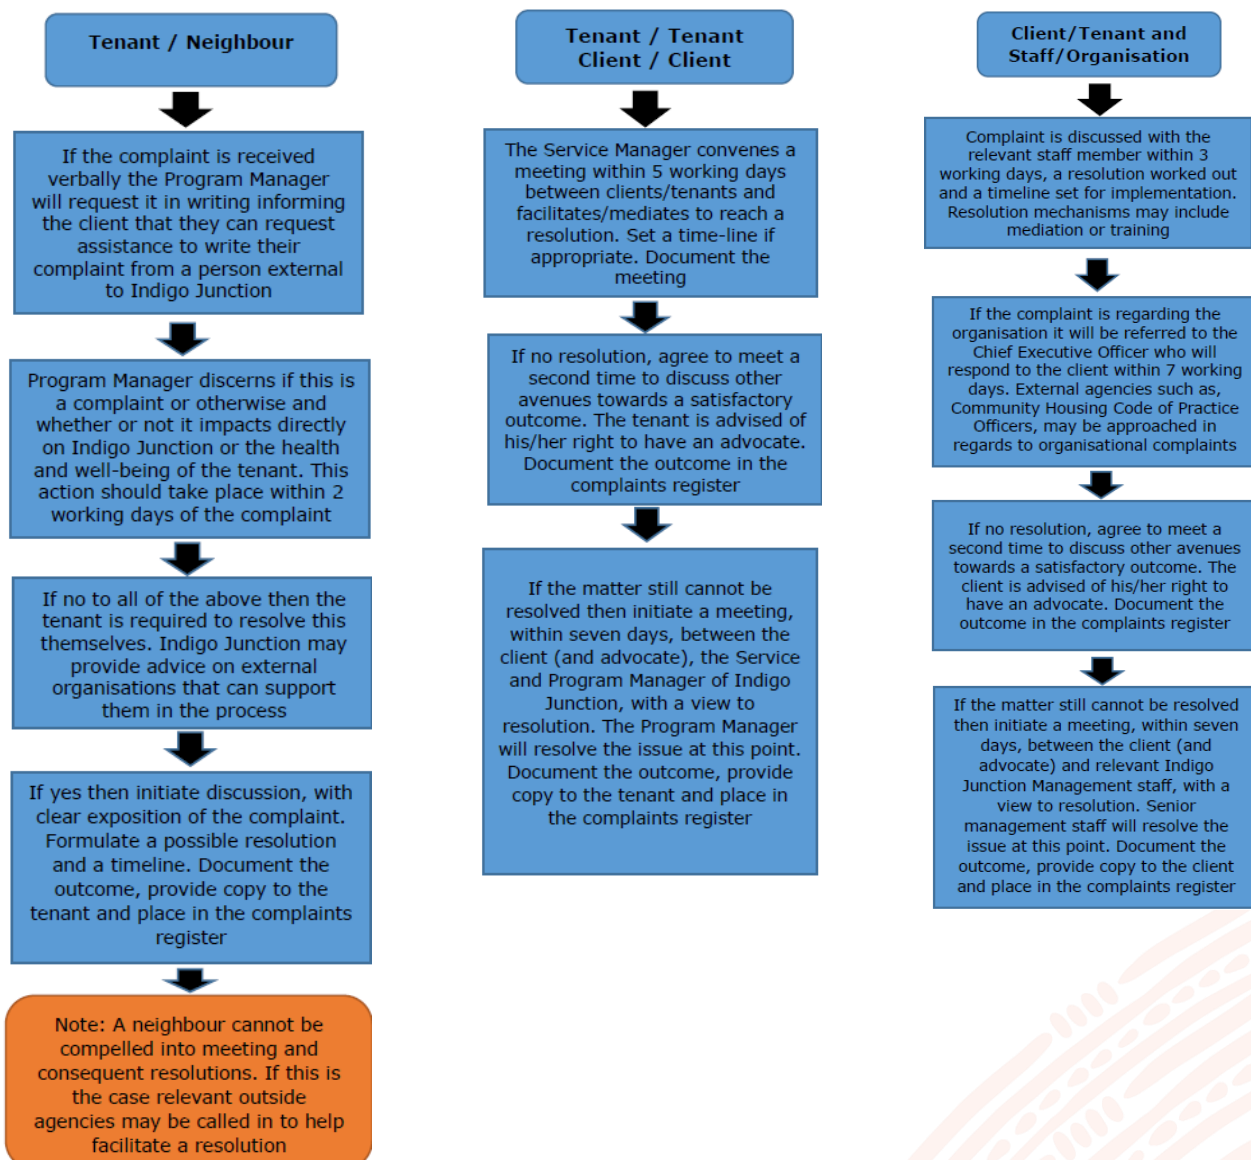 Tenant / Neighbour
If the complaint is received
verbally the Program Manager
will request it in writing informing
the client that they can request
assistance to write their
complaint from a person external
to Indigo Junction
Program Manager discerns if this is
a complaint or otherwise and
whether or not it impacts directly
on Indigo Junction or the health
and well-being of the tenant. This
action should take place within 2
working days of the complaint
If no to all of the above then the
tenant is required to resolve this
themselves. Indigo Junction may
provide advice on external
organisations that can support
them in the process
If yes then initiate discussion, with
clear exposition of the complaint.
Formulate a possible resolution
and a timeline. Document the
outcome, provide copy to the
tenant and place in the complaints
register
Note: A neighbour cannot be
compelled into meeting and
consequent resolutions. If this is
the case relevant outside
agencies may be called in to help
facilitate a resolution
Tenant / Tenant
Client / Client
The Service Manager convenes a
meeting within 5 working days
between clients/tenants and
facilitates/mediates to reach a
resolution. Set a time-line if
appropriate. Document the
meeting
If no resolution, agree to meet a
second time to discuss other
avenues towards a satisfactory
outcome. The tenant is advised of
his/her right to have an advocate.
Document the outcome in the
complaints register
If the matter still cannot be
resolved then initiate a meeting,
within seven days, between the
client (and advocate), the Service
and Program Manager of Indigo
Junction, with a view to
resolution. The Program Manager
will resolve the issue at this point.
Document the outcome, provide
copy to the tenant and place in
the complaints register
Client/Tenant and
Staff/Organisation
Complaint is discussed with the
relevant staff member within 3
working days, a resolution worked out
and a timeline set for implementation.
Resolution mechanisms may include
mediation or training
If the complaint is regarding the
organisation it will be referred to the
Chief Executive Officer who will
respond to the client within 7 working
days. External agencies such as,
Community Housing Code of Practice
Officers, may be approached in
regards to organisational complaints
If no resolution, agree to meet a
second time to discuss other avenues
towards a satisfactory outcome. The
client is advised of his/her right to
have an advocate. Document the
outcome in the complaints register
If the matter still cannot be resolved
then initiate a meeting, within seven
days, between the client (and
advocate) and relevant Indigo
Junction Management staff, with a
view to resolution. Senior
management staff will resolve the
issue at this point. Document the
outcome, provide copy to the client
and place in the complaints register